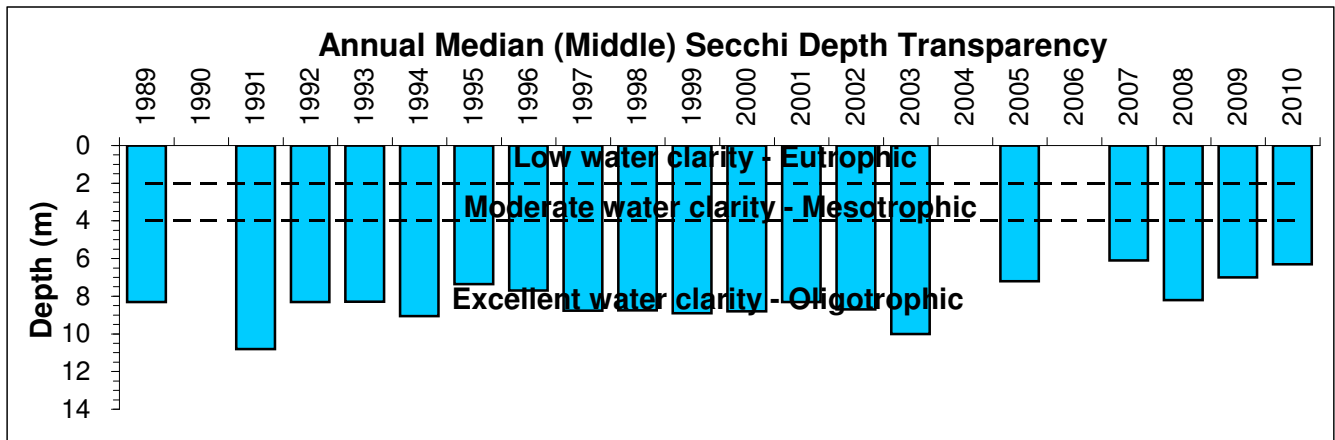 Annual Median (Middle) Secchi Depth Transparency
1989 1990 1991 1992 1993 1994 1995 1996 1997 1998 1999 2000 2001 2002 2003 2004 2005 2006 2007 2008 2009 2010
Depth (m)
0
Low water clarity - Eutrophic
2
Moderate water clarity - Mesotrophic
4
6
8
Excellent water clarity - Oligotrophic
10
12
14